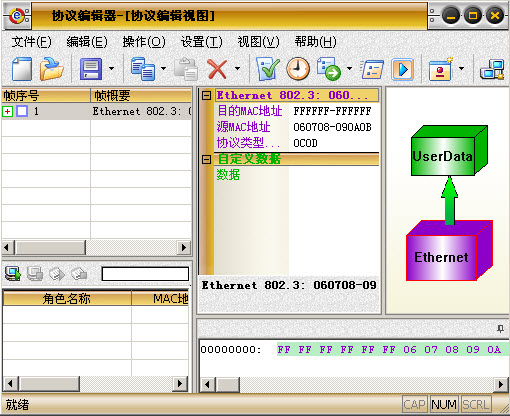 协议编辑器-[协议编辑视图]
文件(F) 编辑(E) 操作(O) 设置(T) 视图(V) 帮助(H)
帧序号 帧概要
1 Ethernet 802.3: 0
Ethernet 802.3: 060...
目的MAC地址 FFFFFF-FFFFFF
源MAC地址 060708-090A0B
协议类型... 0C0D
自定义数据
数据
Ethernet 802.3: 060708-09
UserData
Ethernet
角色名称 MAC地
00000000: FF FF FF FF FF FF 06 07 08 09 0A
就绪 CAP NUM SCRL